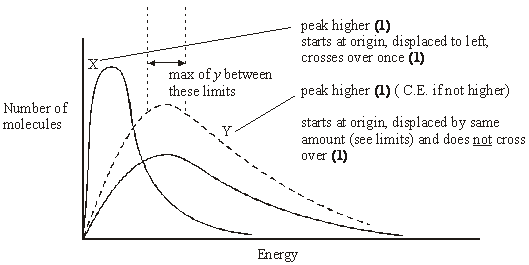 peak higher (1)
starts at origin, displaced to left,
crosses over once (1)
X
max of y between
these limits
peak higher (1) ( C.E. if not higher)
Number of
molecules
Y
starts at origin, displaced by same
amount (see limits) and does not cross
over (1)
Energy